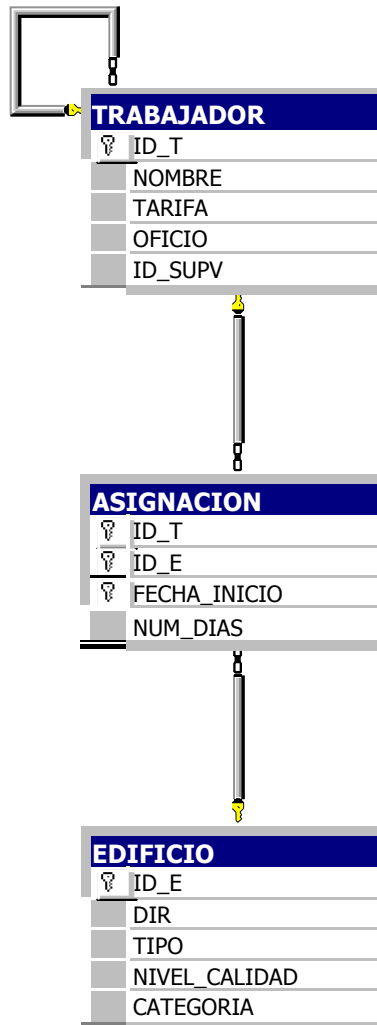 TRABAJADOR
ID_T
NOMBRE
TARIFA
OFICIO
ID_SUPV
ASIGNACION
ID_T
ID_E
FECHA_INICIO
NUM_DIAS
EDIFICIO
ID_E
DIR
TIPO
NIVEL_CALIDAD
CATEGORIA